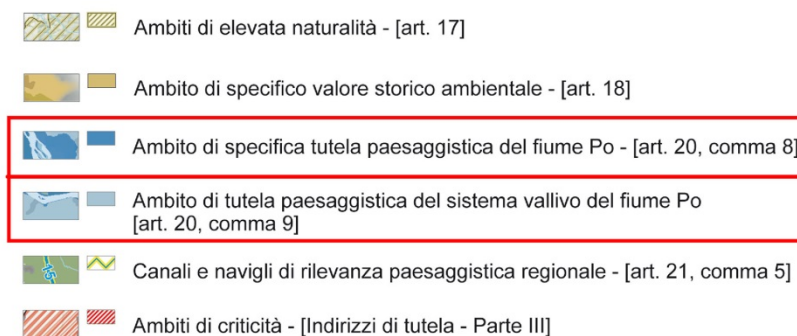 Ambiti di elevata naturalità - [art. 17]
Ambito di specifico valore storico ambientale - [art. 18]
Ambito di specifica tutela paesaggistica del fiume Po - [art. 20, comma 8]
Ambito di tutela paesaggistica del sistema vallivo del fiume Po
[art. 20, comma 9]
Canali e navigli di rilevanza paesaggistica regionale - [art. 21, comma 5]
Ambiti di criticità - [Indirizzi di tutela - Parte III]